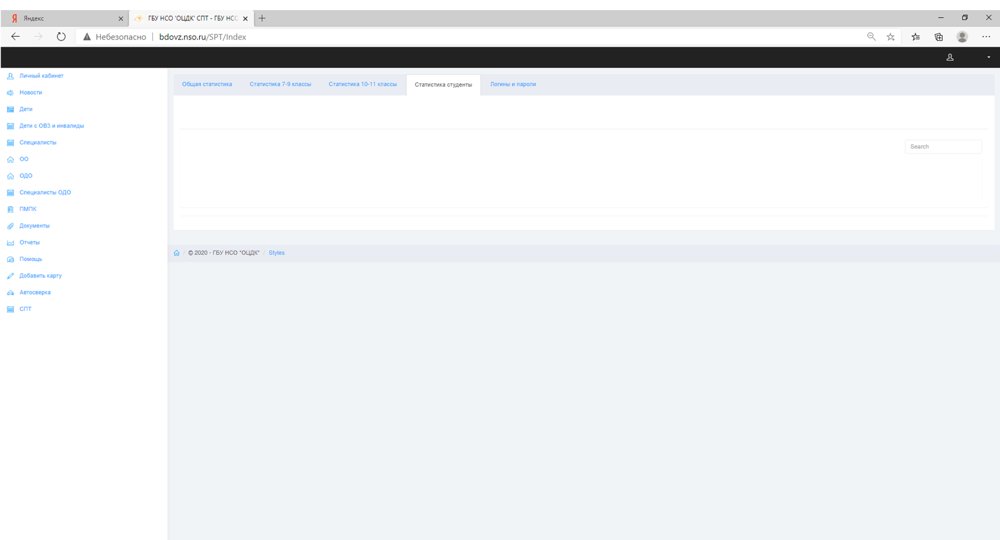 Яндекс
ГБУ НСО 'ОЦДК' СПТ - ГБУ НСО
Небезопасно
bdovz.nso.ru/SPT/Index
Личный кабинет
Новости
Дети
Дети с ОВЗ и инвалиды
Специалисты
ОО
ОДО
Специалисты ОДО
ПМПК
Документы
Отчеты
Помощь
Добавить карту
Автосверка
СПТ
Общая статистика
Статистика 7-9 классы
Статистика 10-11 классы
Статистика студенты
Логины и пароли
Search
/ © 2020 - ГБУ НСО "ОЦДК" / Styles